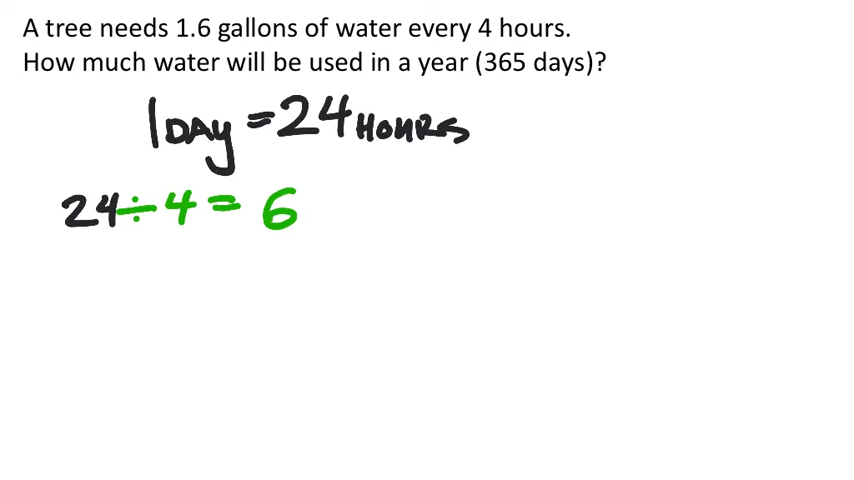 A tree needs 1.6 gallons of water every 4 hours.
How much water will be used in a year (365 days)?
1 DAY = 24 HOURS
24 ÷ 4 = 6